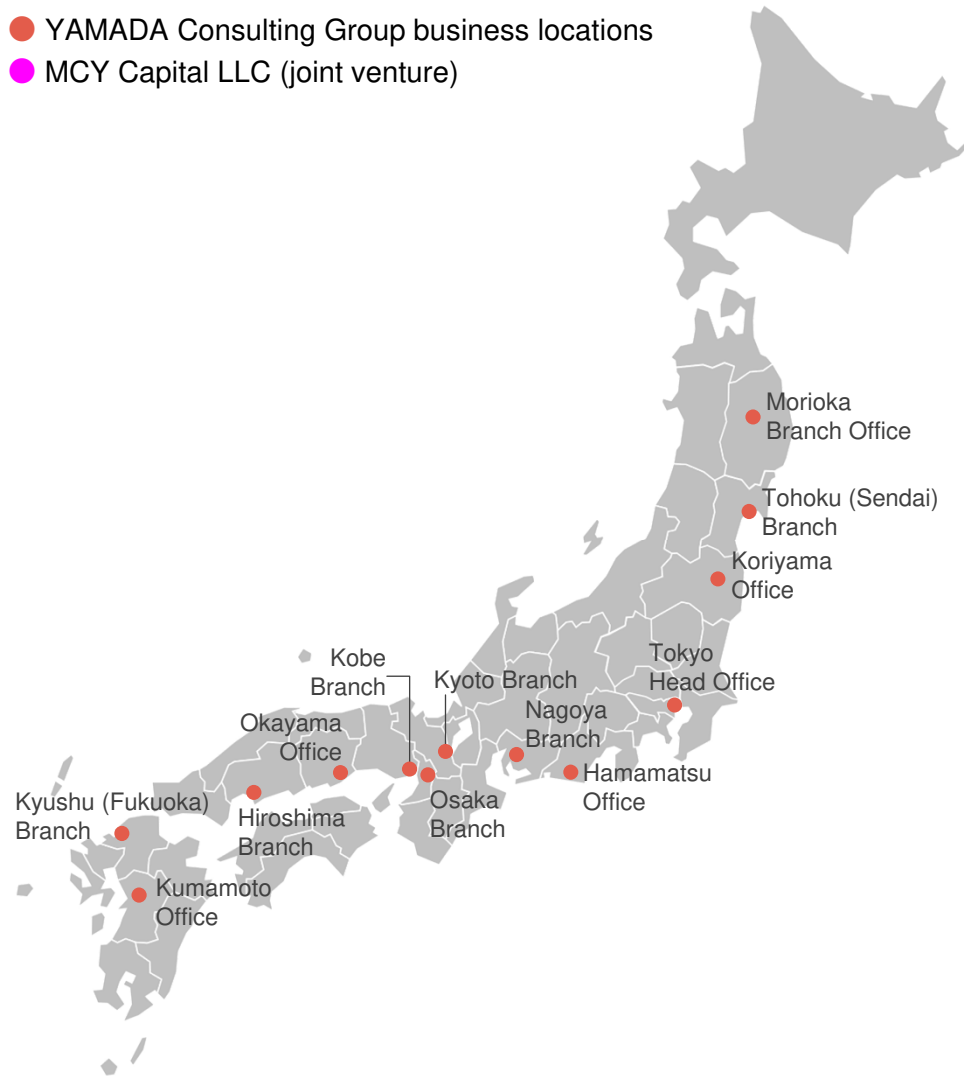 YAMADA Consulting Group business locations
MCY Capital LLC (joint venture)
Morioka
Branch Office
Tohoku (Sendai)
Branch
Koriyama
Office
Tokyo
Head Office
Kobe
Branch
Kyoto Branch
Nagoya
Branch
Okayama
Office
Hamamatsu
Office
Kyushu (Fukuoka)
Branch
Hiroshima
Branch
Osaka
Branch
Kumamoto
Office